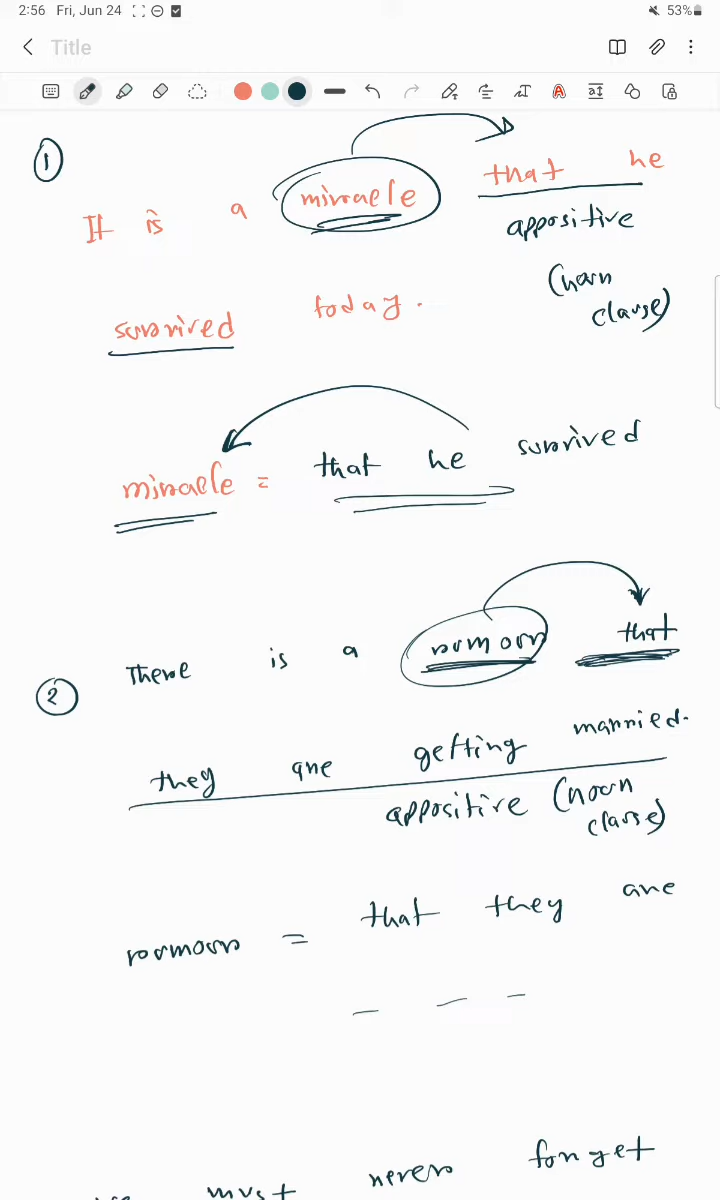 2:56 Fri, Jun 24 53%
Title
1
It is a miracle that he
appositive
(noun
clause)
survived today.
miracle = that he survived
2
There is a rumour that
they are getting married.
appositive (noun
clause)
rumour = that they are
— — —
must never forget